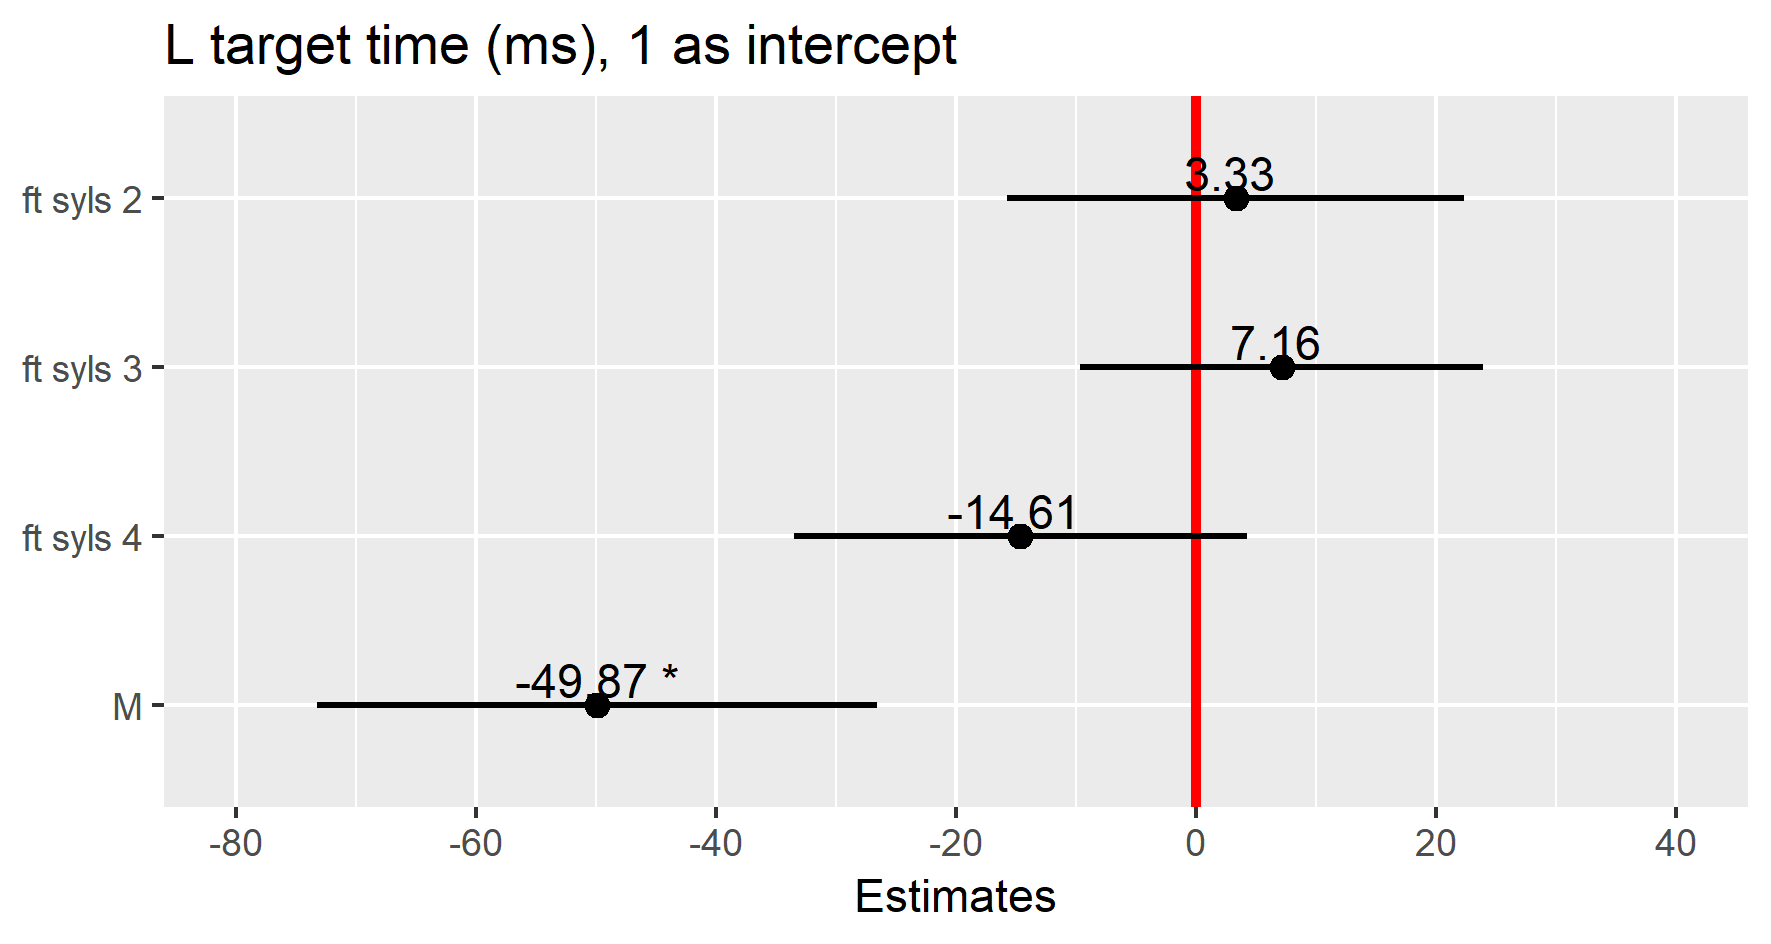 L target time (ms), 1 as intercept
ft syls 2
3.33
ft syls 3
7.16
ft syls 4
-14.61
M
-49.87 *
-80 -60 -40 -20 0 20 40
Estimates